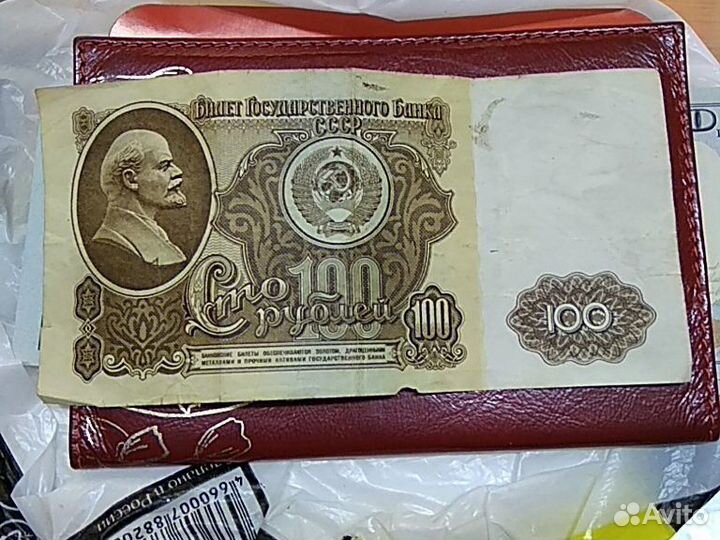 Билет Государственного Банка
СССР
Сто 100 рублей
100
100
БАНКОВСКИЕ БИЛЕТЫ ОБЕСПЕЧИВАЮТСЯ ЗОЛОТОМ, ДРАГОЦЕННЫМИ
МЕТАЛЛАМИ И ПРОЧИМИ АКТИВАМИ ГОСУДАРСТВЕННОГО БАНКА
в России
Avito